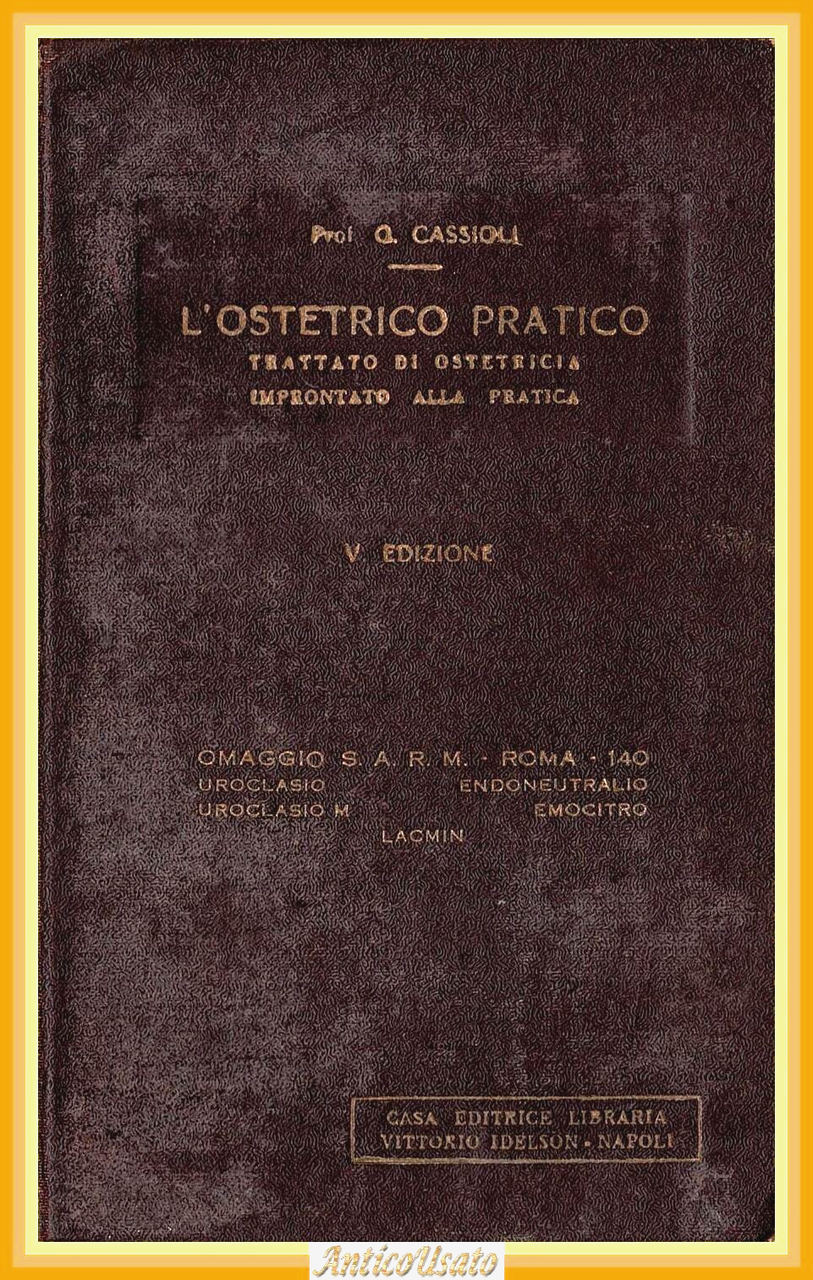 Prof G. CASSIOLI
L'OSTETRICO PRATICO
TRATTATO DI OSTETRICIA
IMPRONTATO ALLA PRATICA
V EDIZIONE
OMAGGIO S. A. R. M. - ROMA - 140
UROCLASIO ENDONEUTRALIO
UROCLASIO M EMOCITRO
LACMIN
CASA EDITRICE LIBRARIA
VITTORIO IDELSON - NAPOLI
AnticoUsato